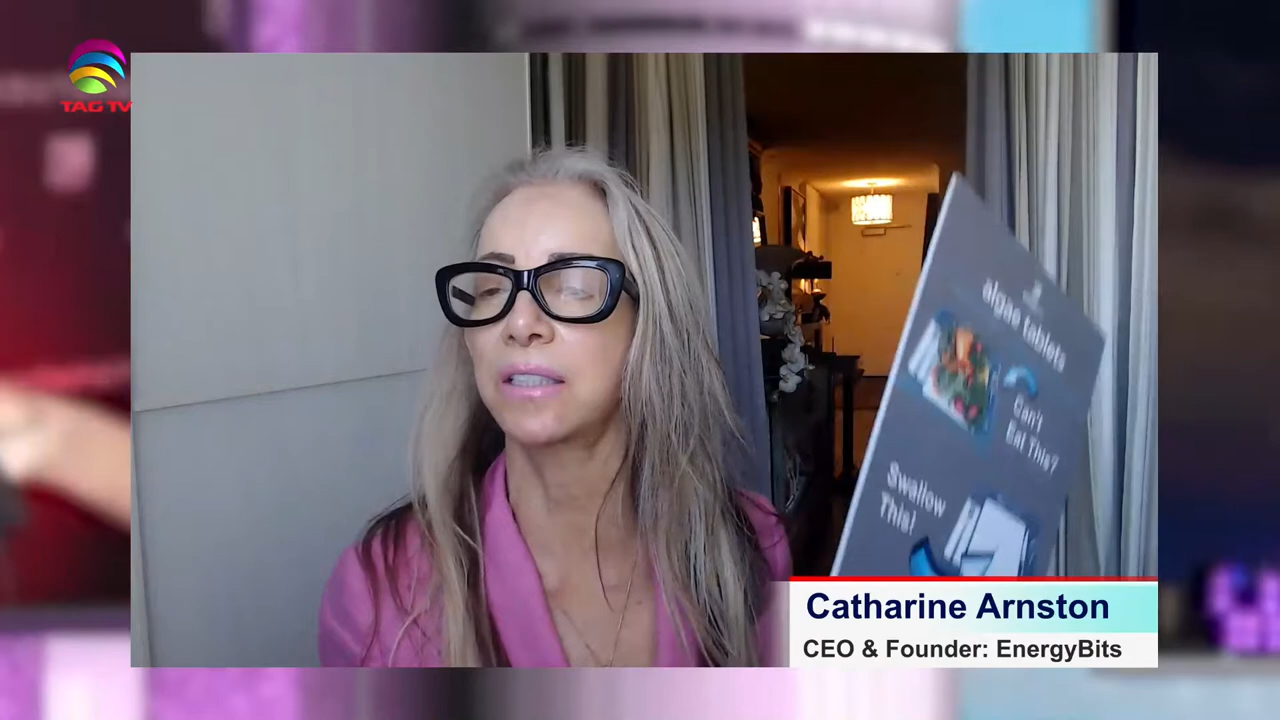 TAG TV
algae tablets
Can't
Eat This?
Swallow
This!
Catharine Arnston
CEO & Founder: EnergyBits